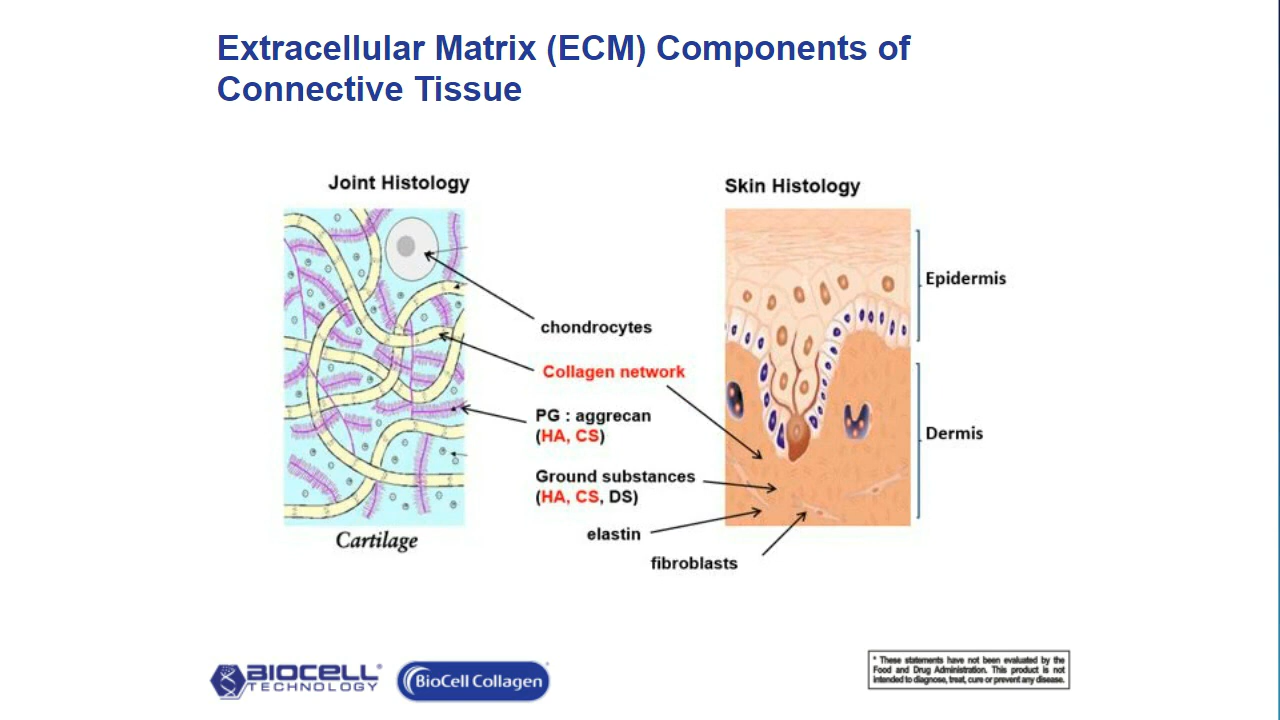 Extracellular Matrix (ECM) Components of
Connective Tissue
Joint Histology
Skin Histology
Epidermis
chondrocytes
Collagen network
PG : aggrecan
(HA, CS)
Dermis
Ground substances
(HA, CS, DS)
elastin
fibroblasts
Cartilage
BIOCELL®
TECHNOLOGY
BioCell Collagen®
* These statements have not been evaluated by the
Food and Drug Administration. This product is not
intended to diagnose, treat, cure or prevent any disease.